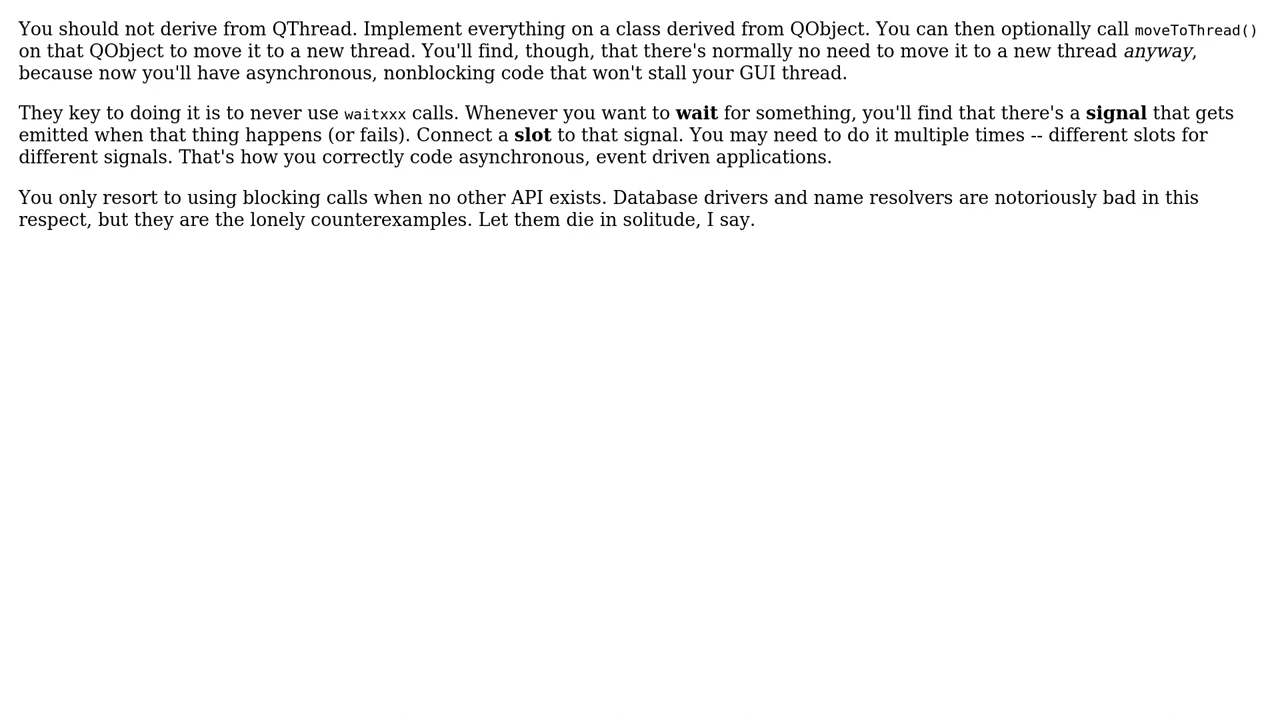 You should not derive from QThread. Implement everything on a class derived from QObject. You can then optionally call moveToThread()
on that QObject to move it to a new thread. You'll find, though, that there's normally no need to move it to a new thread anyway,
because now you'll have asynchronous, nonblocking code that won't stall your GUI thread.
They key to doing it is to never use waitxxx calls. Whenever you want to wait for something, you'll find that there's a signal that gets
emitted when that thing happens (or fails). Connect a slot to that signal. You may need to do it multiple times -- different slots for
different signals. That's how you correctly code asynchronous, event driven applications.
You only resort to using blocking calls when no other API exists. Database drivers and name resolvers are notoriously bad in this
respect, but they are the lonely counterexamples. Let them die in solitude, I say.